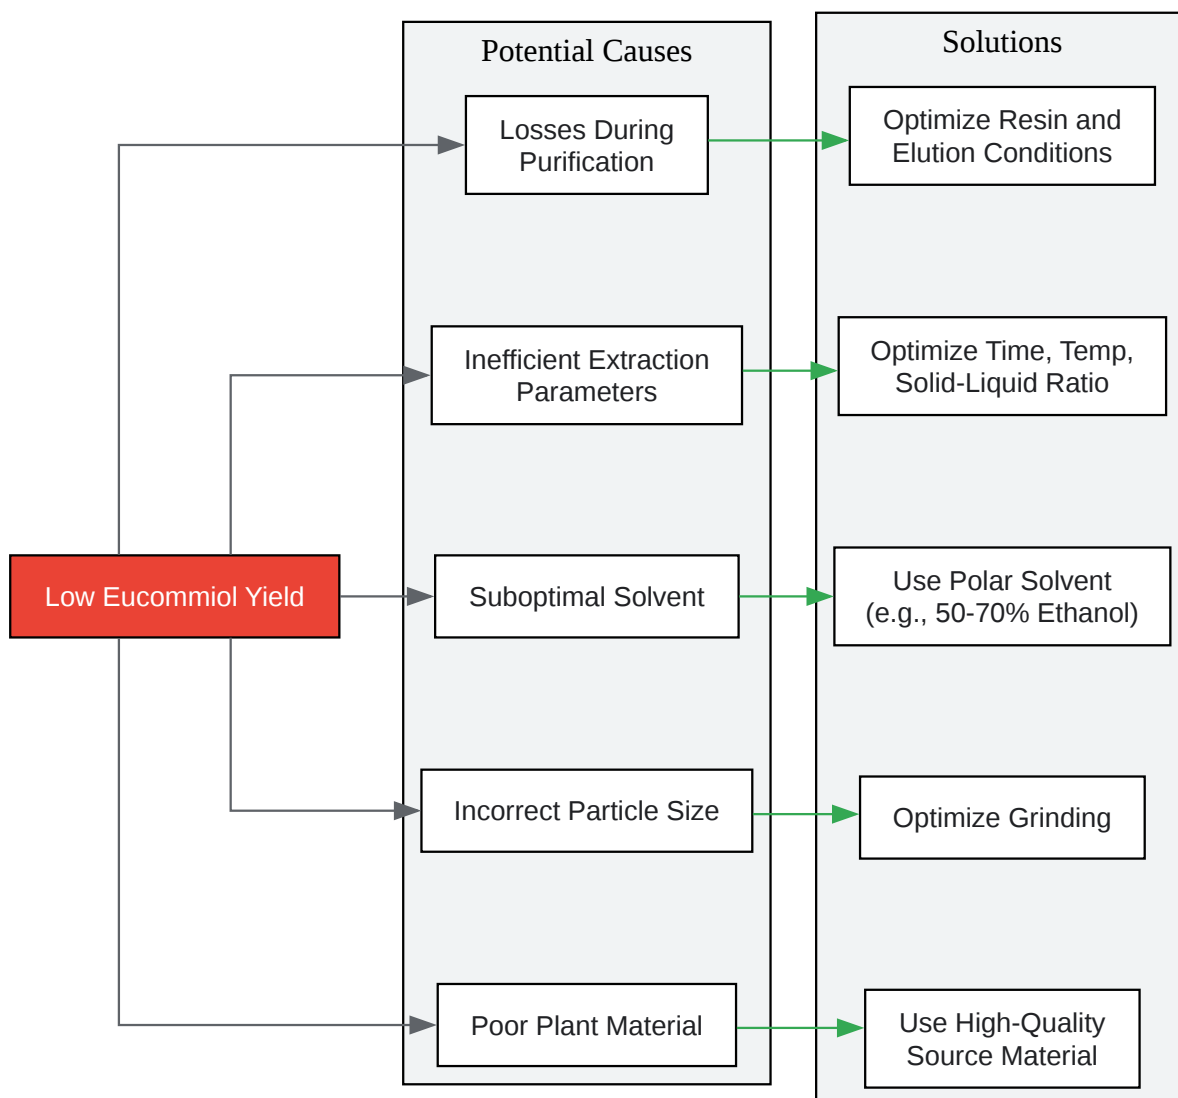 Potential Causes
Solutions
Losses During
Purification
Optimize Resin and
Elution Conditions
Inefficient Extraction
Parameters
Optimize Time, Temp,
Solid-Liquid Ratio
Low Eucommiol Yield
Suboptimal Solvent
Use Polar Solvent
(e.g., 50-70% Ethanol)
Incorrect Particle Size
Optimize Grinding
Poor Plant Material
Use High-Quality
Source Material